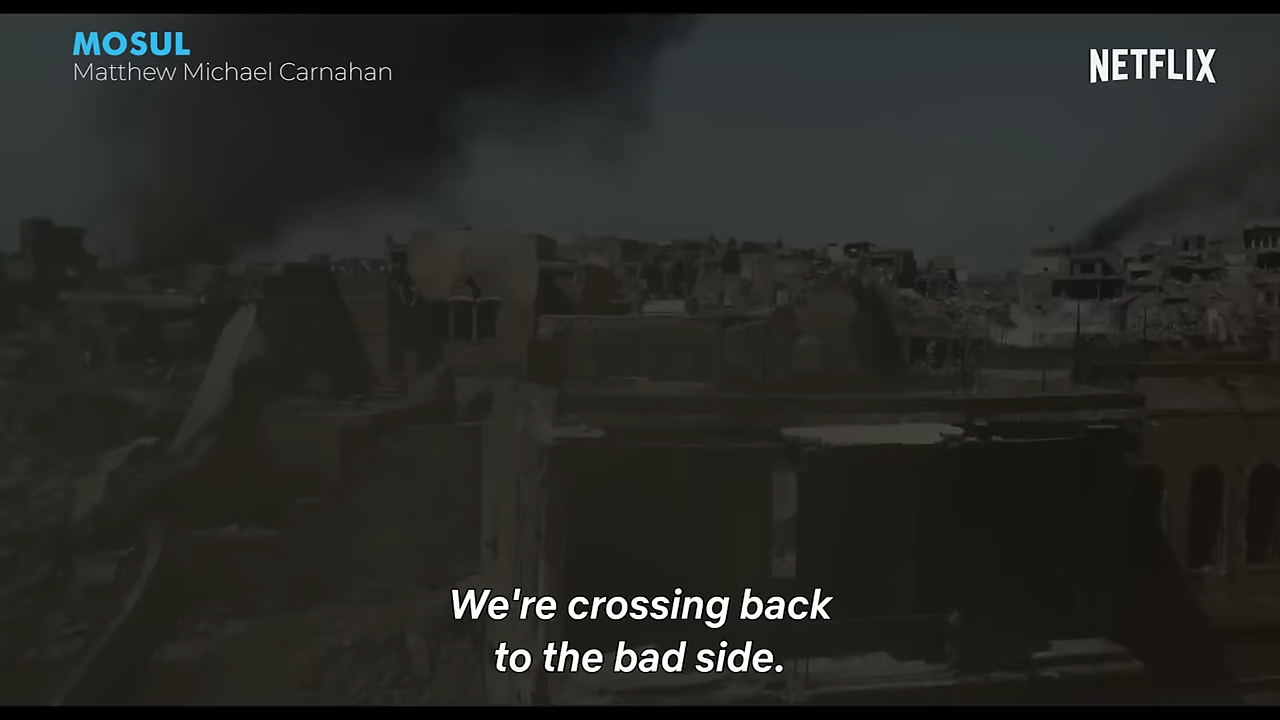 MOSUL
Matthew Michael Carnahan
NETFLIX
We're crossing back
to the bad side.